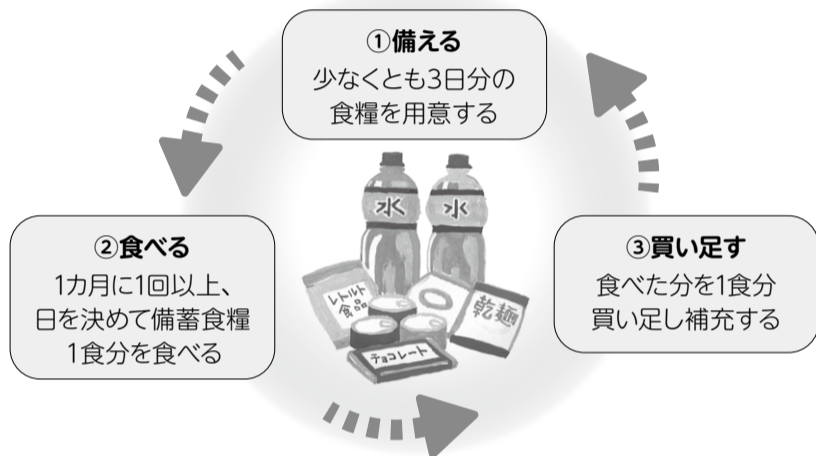 ①備える
少なくとも3日分の
食糧を用意する
②食べる
1カ月に1回以上、
日を決めて備蓄食糧
1食分を食べる
③買い足す
食べた分を1食分
買い足し補充する
水
水
レトルト
食品
乾麺
チョコレート